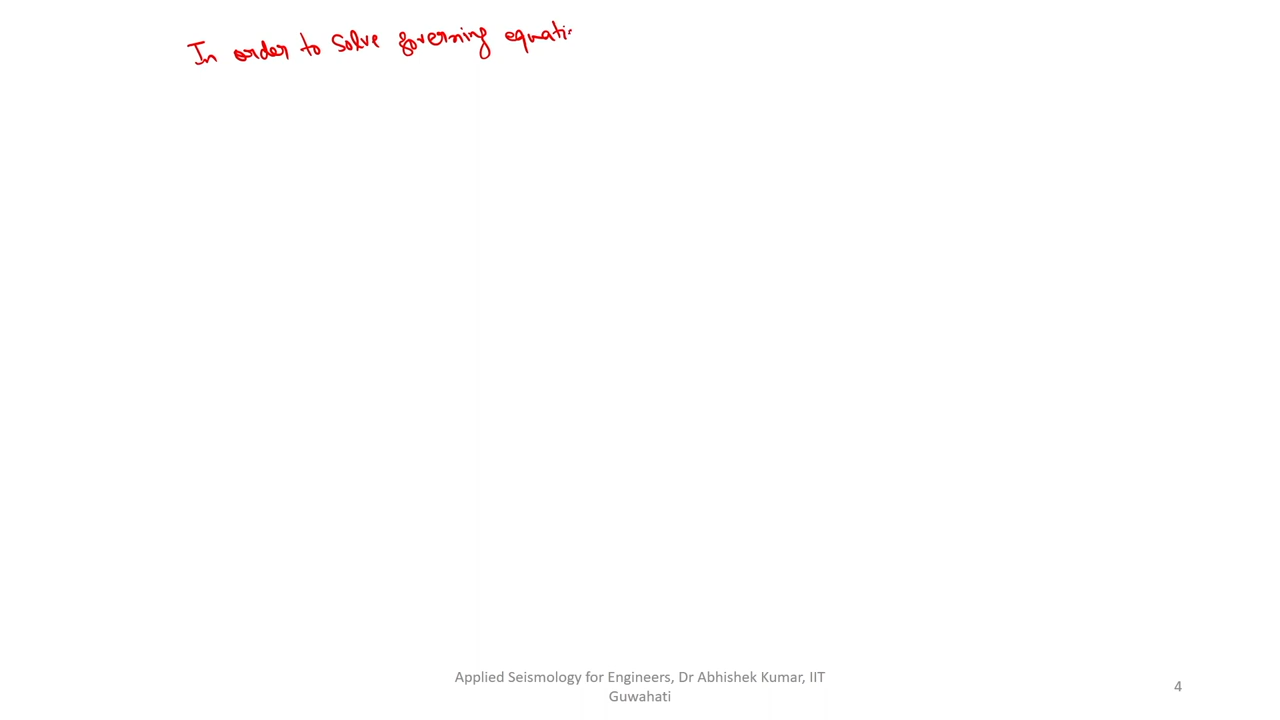 In order to solve governing equati
Applied Seismology for Engineers, Dr Abhishek Kumar, IIT
Guwahati
4